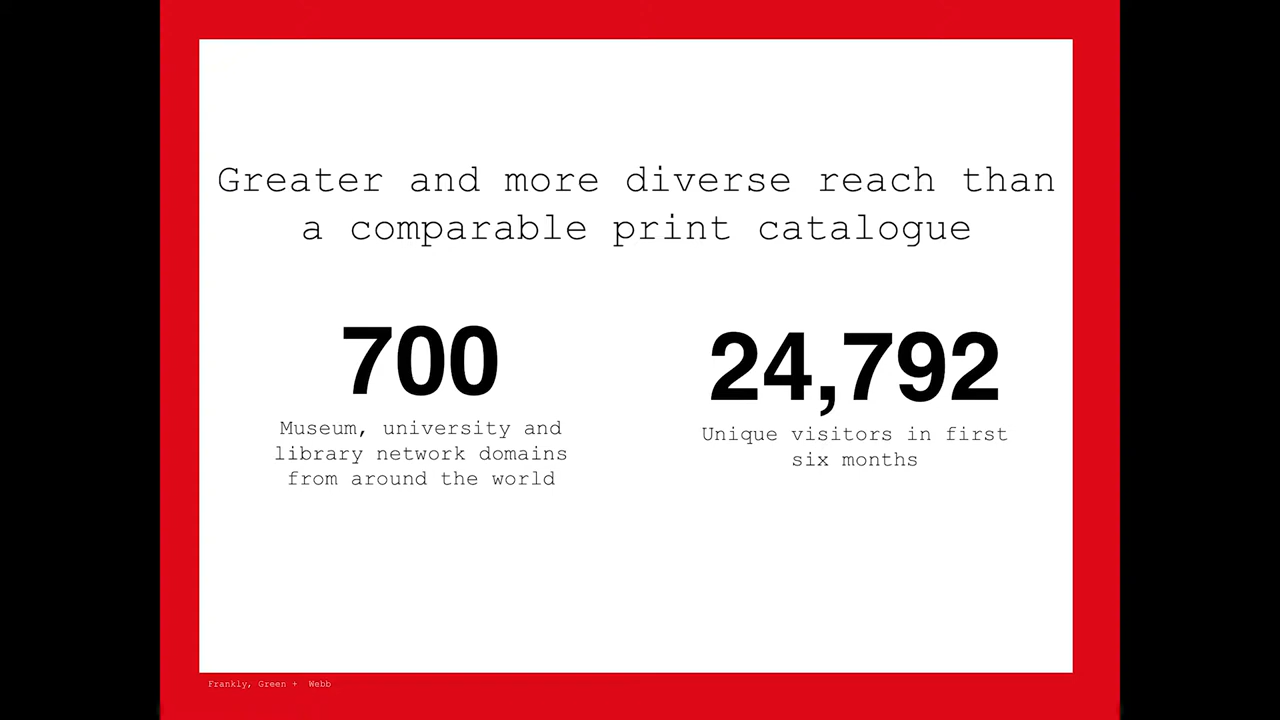 Greater and more diverse reach than
a comparable print catalogue
700
Museum, university and
library network domains
from around the world
24,792
Unique visitors in first
six months
Frankly, Green + Webb